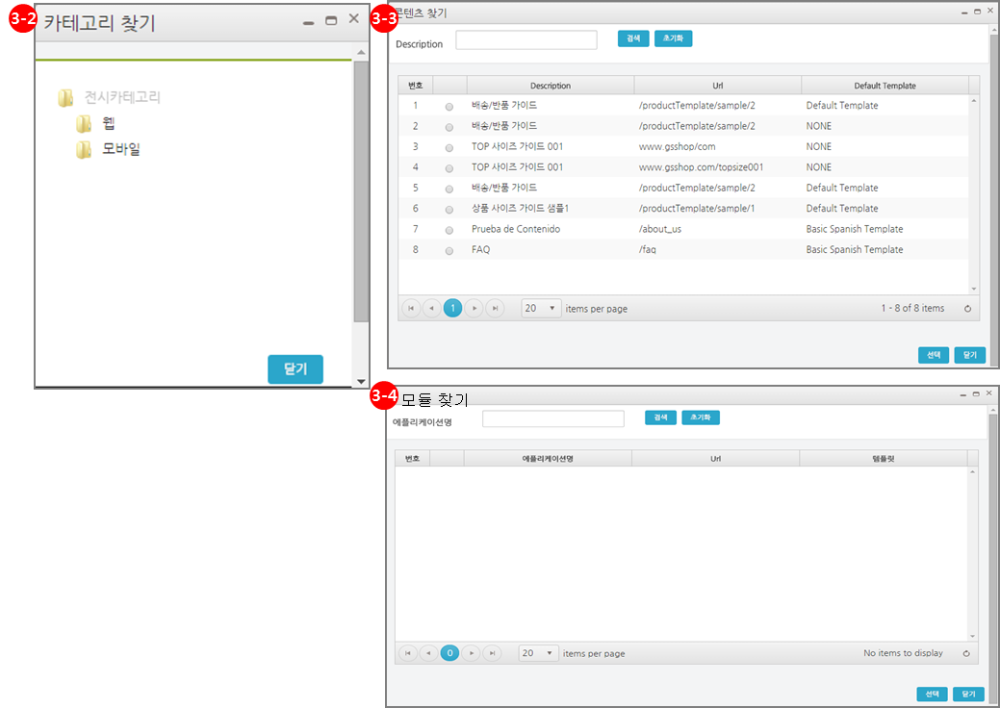 3-2 카테고리 찾기
전시카테고리
웹
모바일
닫기
3-3 콘텐츠 찾기
Description 검색 초기화
번호 Description Url Default Template
1 배송/반품 가이드 /productTemplate/sample/2 Default Template
2 배송/반품 가이드 /productTemplate/sample/2 NONE
3 TOP 사이즈 가이드 001 www.gsshop/com NONE
4 TOP 사이즈 가이드 001 www.gsshop.com/topsize001 NONE
5 배송/반품 가이드 /productTemplate/sample/2 Default Template
6 상품 사이즈 가이드 샘플1 /productTemplate/sample/1 Default Template
7 Prueba de Contenido /about_us Basic Spanish Template
8 FAQ /faq Basic Spanish Template
1 20 items per page 1 - 8 of 8 items
선택 닫기
3-4 모듈 찾기
애플리케이션명 검색 초기화
번호 애플리케이션명 Url 템플릿
0 20 items per page No items to display
선택 닫기